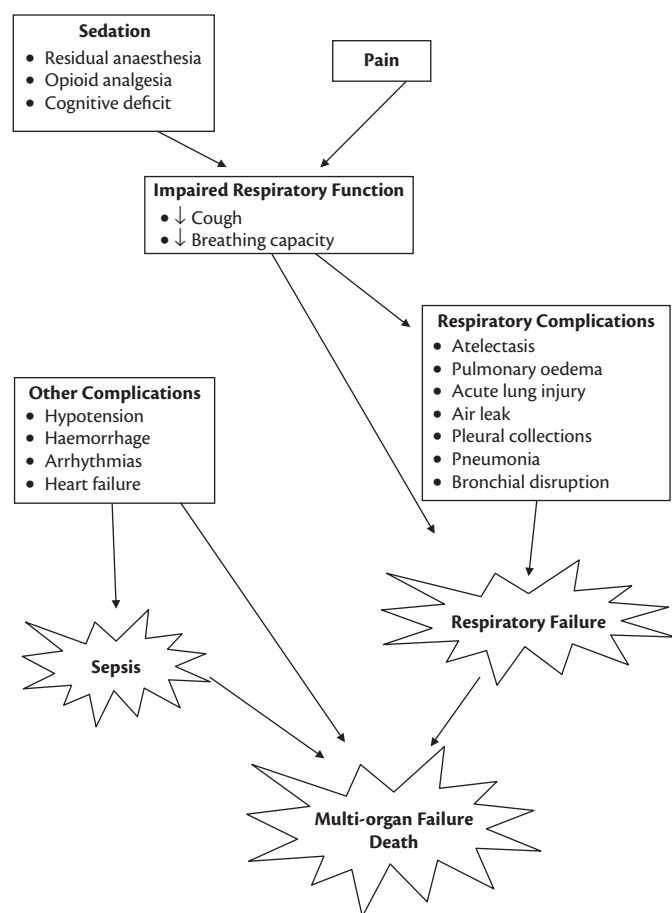 Sedation
• Residual anaesthesia
• Opioid analgesia
• Cognitive deficit
Pain
Impaired Respiratory Function
• ↓ Cough
• ↓ Breathing capacity
Respiratory Complications
• Atelectasis
• Pulmonary oedema
• Acute lung injury
• Air leak
• Pleural collections
• Pneumonia
• Bronchial disruption
Other Complications
• Hypotension
• Haemorrhage
• Arrhythmias
• Heart failure
Respiratory Failure
Sepsis
Multi-organ Failure
Death